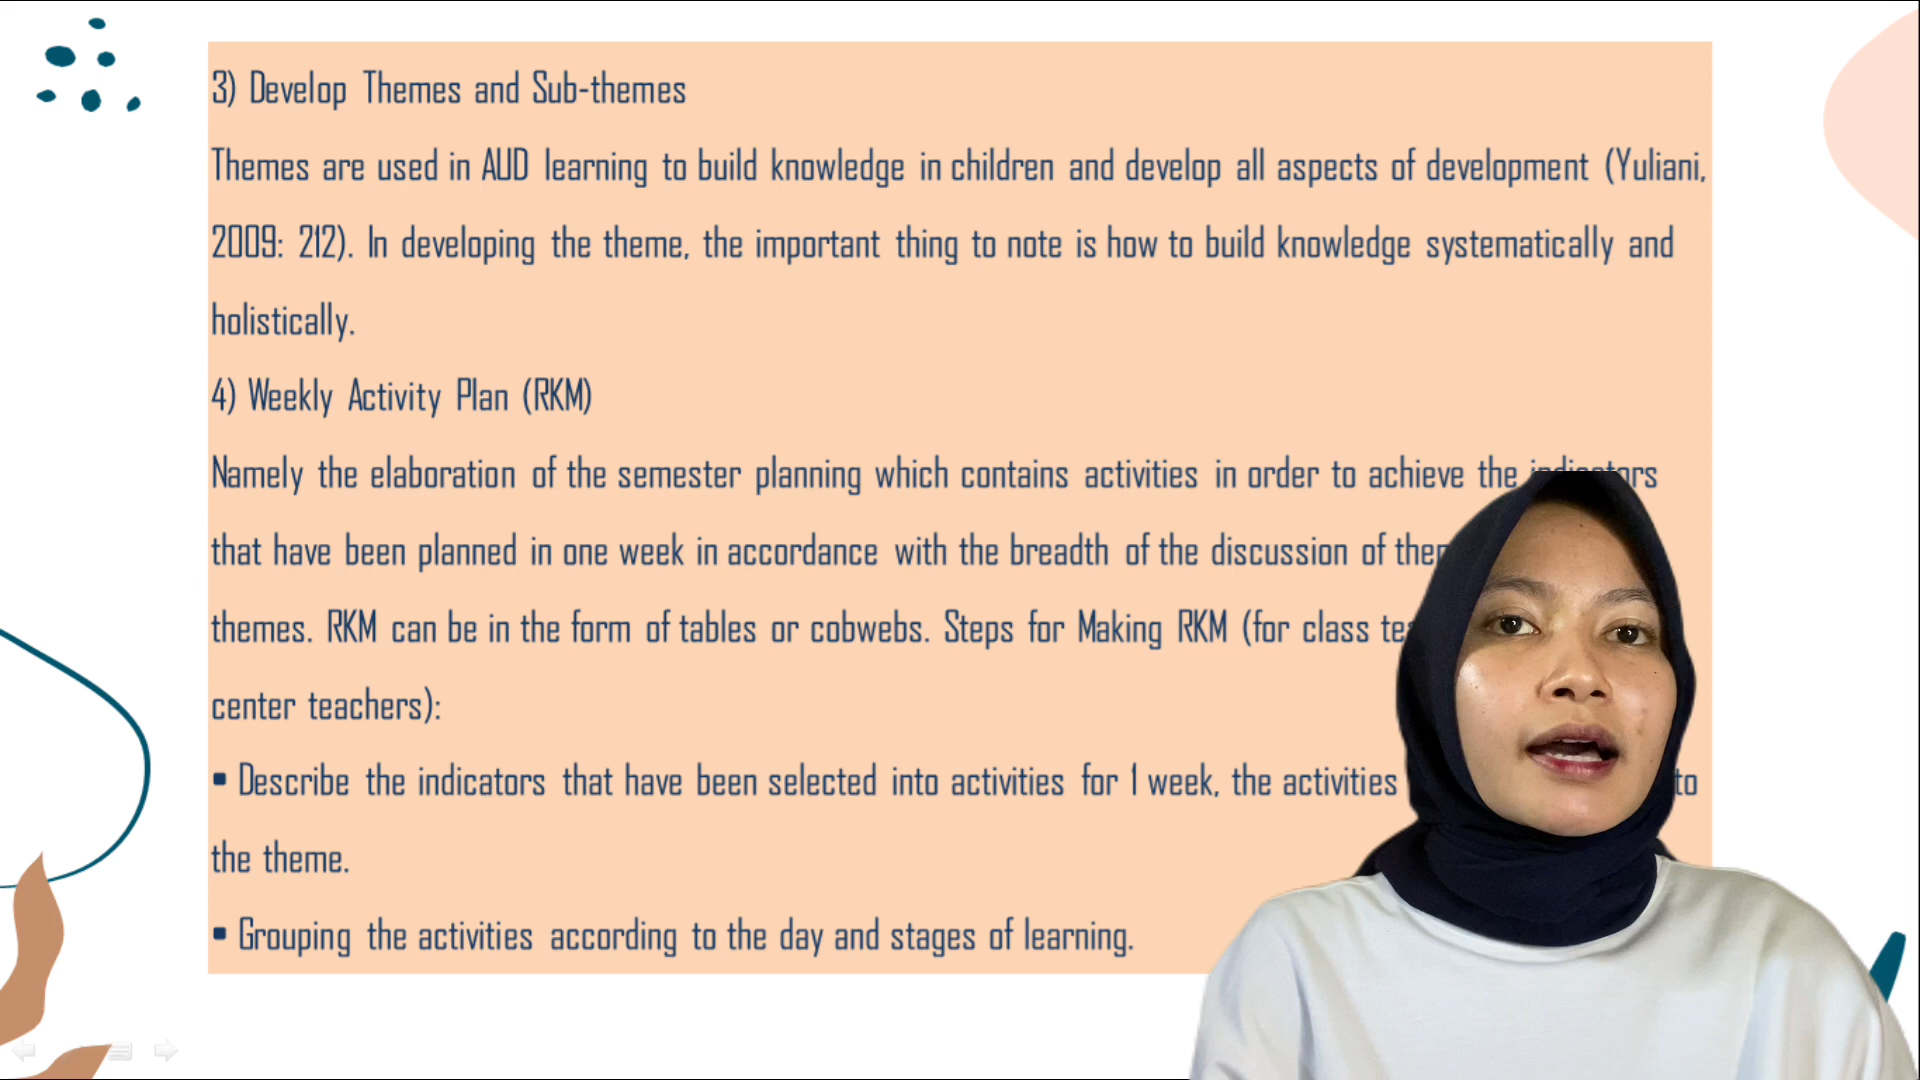 3) Develop Themes and Sub-themes
Themes are used in AUD learning to build knowledge in children and develop all aspects of development (Yuliani,
2009: 212). In developing the theme, the important thing to note is how to build knowledge systematically and
holistically.
4) Weekly Activity Plan (RKM)
Namely the elaboration of the semester planning which contains activities in order to achieve the indicators
that have been planned in one week in accordance with the breadth of the discussion of
themes. RKM can be in the form of tables or cobwebs. Steps for Making RKM (for class
center teachers):
▪ Describe the indicators that have been selected into activities for 1 week, the activities to
the theme.
▪ Grouping the activities according to the day and stages of learning.